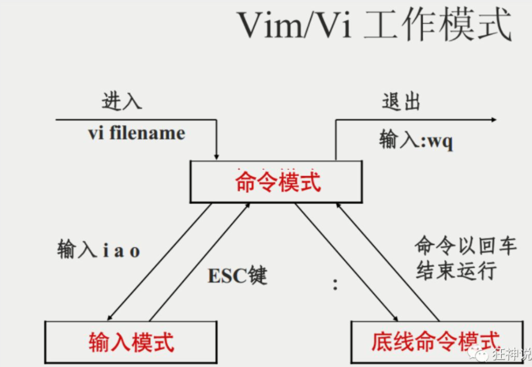 Vim/Vi 工作模式
进入
vi filename
退出
输入:wq
命令模式
输入 i a o
ESC键
:
命令以回车
结束运行
输入模式
底线命令模式
狂神说